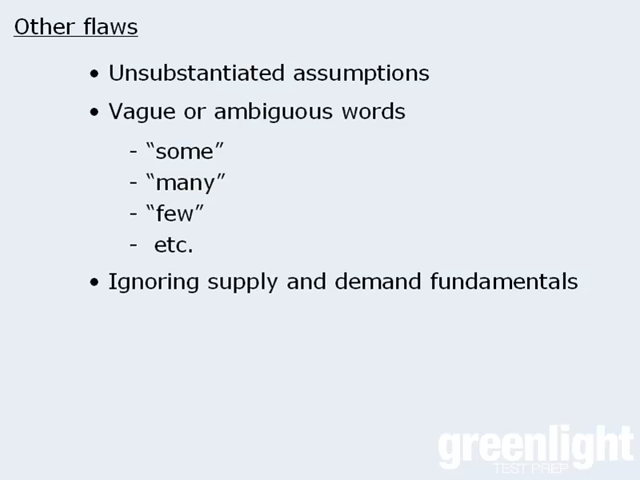 Other flaws
• Unsubstantiated assumptions
• Vague or ambiguous words
- “some”
- “many”
- “few”
- etc.
• Ignoring supply and demand fundamentals
greenlight
TEST PREP